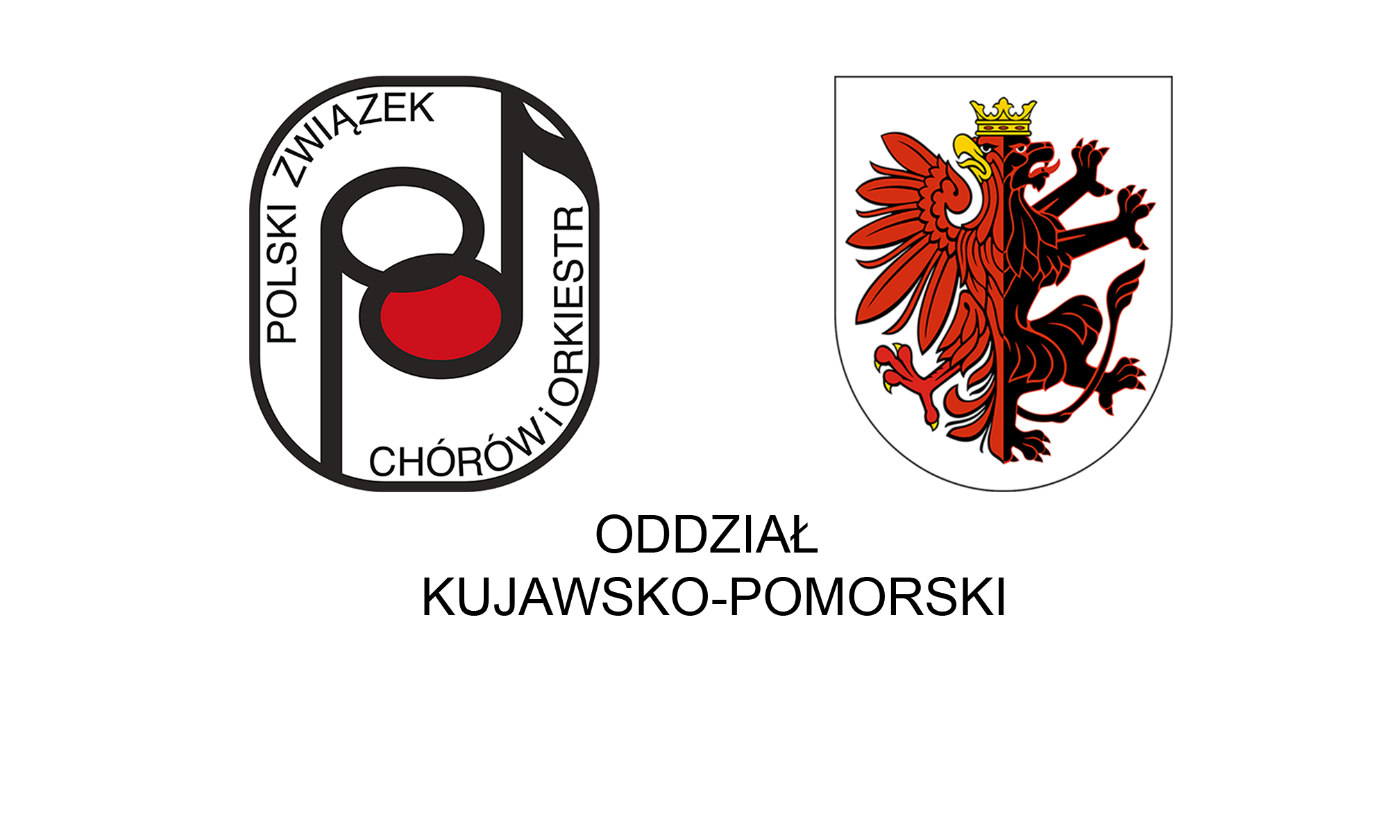 POLSKI ZWIĄZEK
CHÓRÓW i ORKIESTR
ODDZIAŁ
KUJAWSKO-POMORSKI